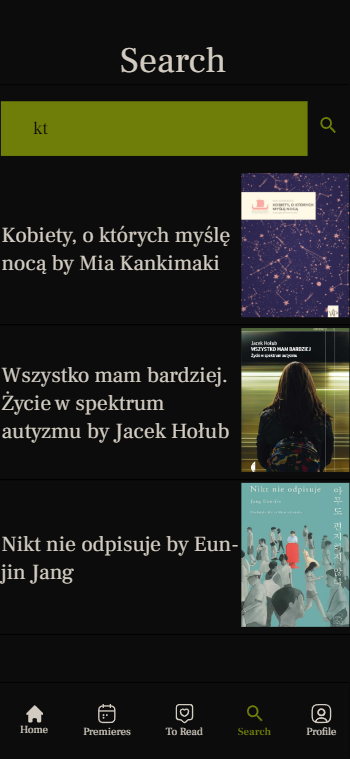 Search
kt
Kobiety, o których myślę
nocą by Mia Kankimaki
KOBIETY, O KTÓRYCH
MYŚLĘ NOCĄ
Wszystko mam bardziej.
Życie w spektrum
autyzmu by Jacek Hołub
Jacek Hołub
WSZYSTKO MAM BARDZIEJ
Życie w spektrum autyzmu
Nikt nie odpisuje by Eun-
jin Jang
Nikt nie odpisuje
Jang Eun-jin
Home
Premieres
To Read
Search
Profile